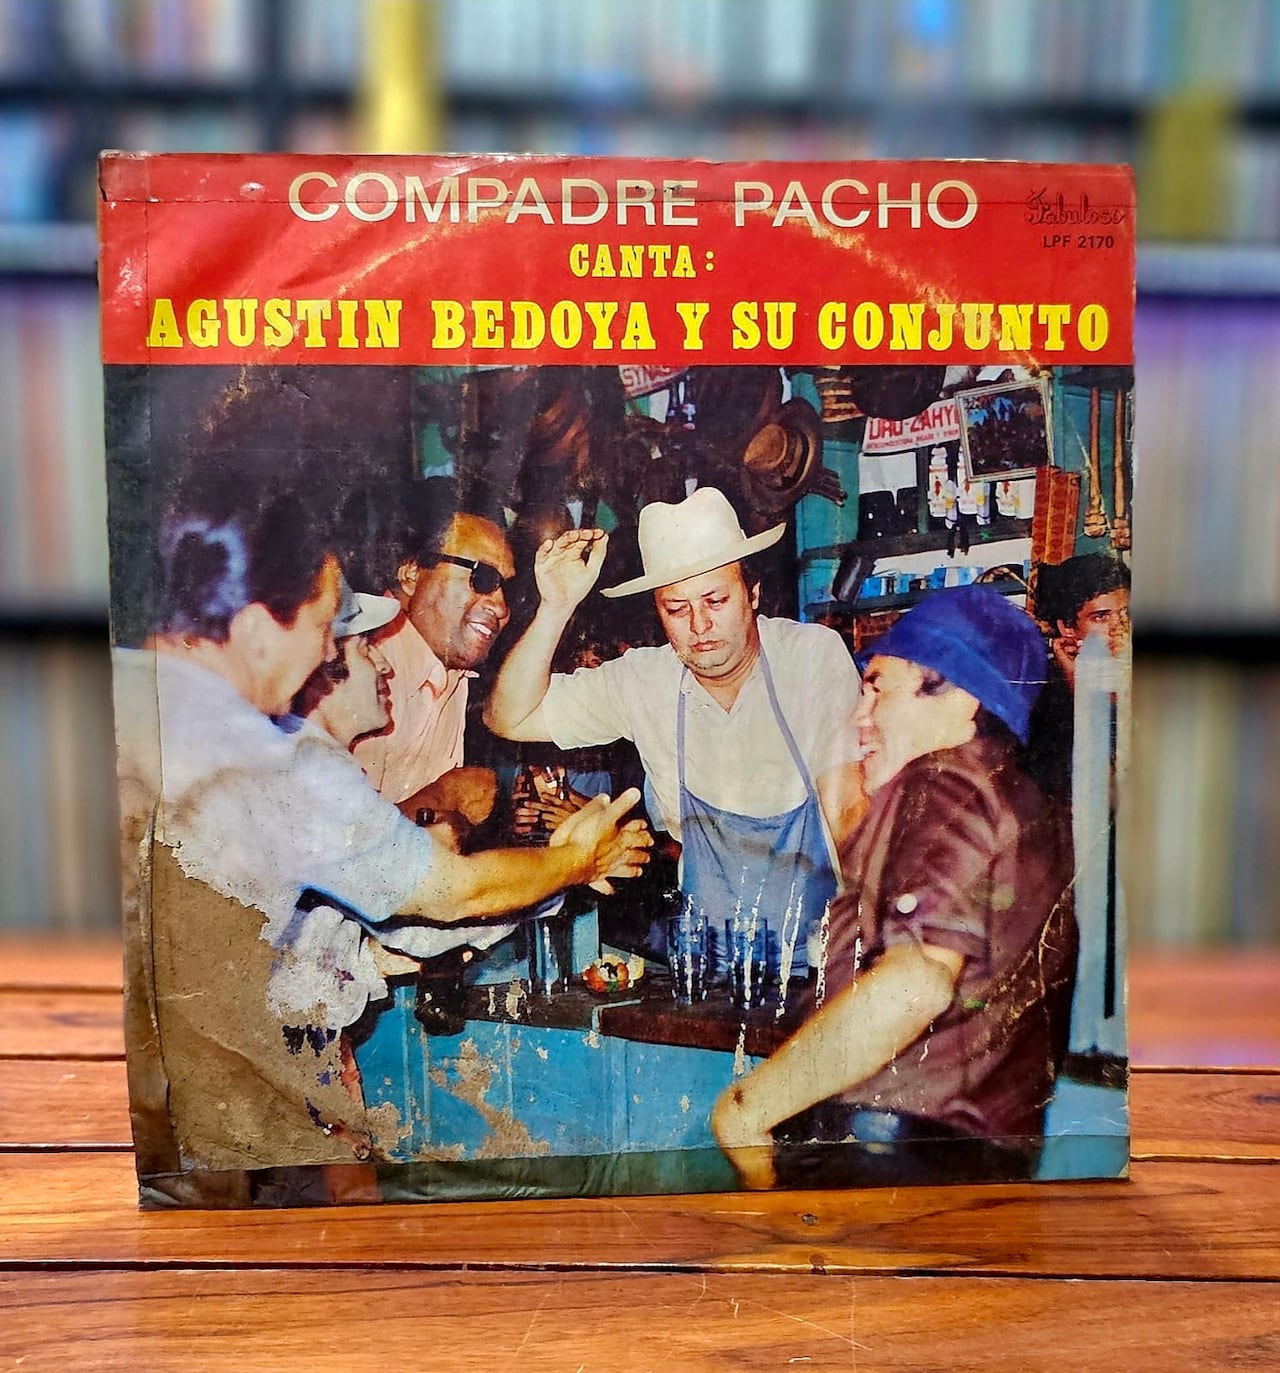 COMPADRE PACHO
Fabuloso
LPF 2170
CANTA:
AGUSTIN BEDOYA Y SU CONJUNTO